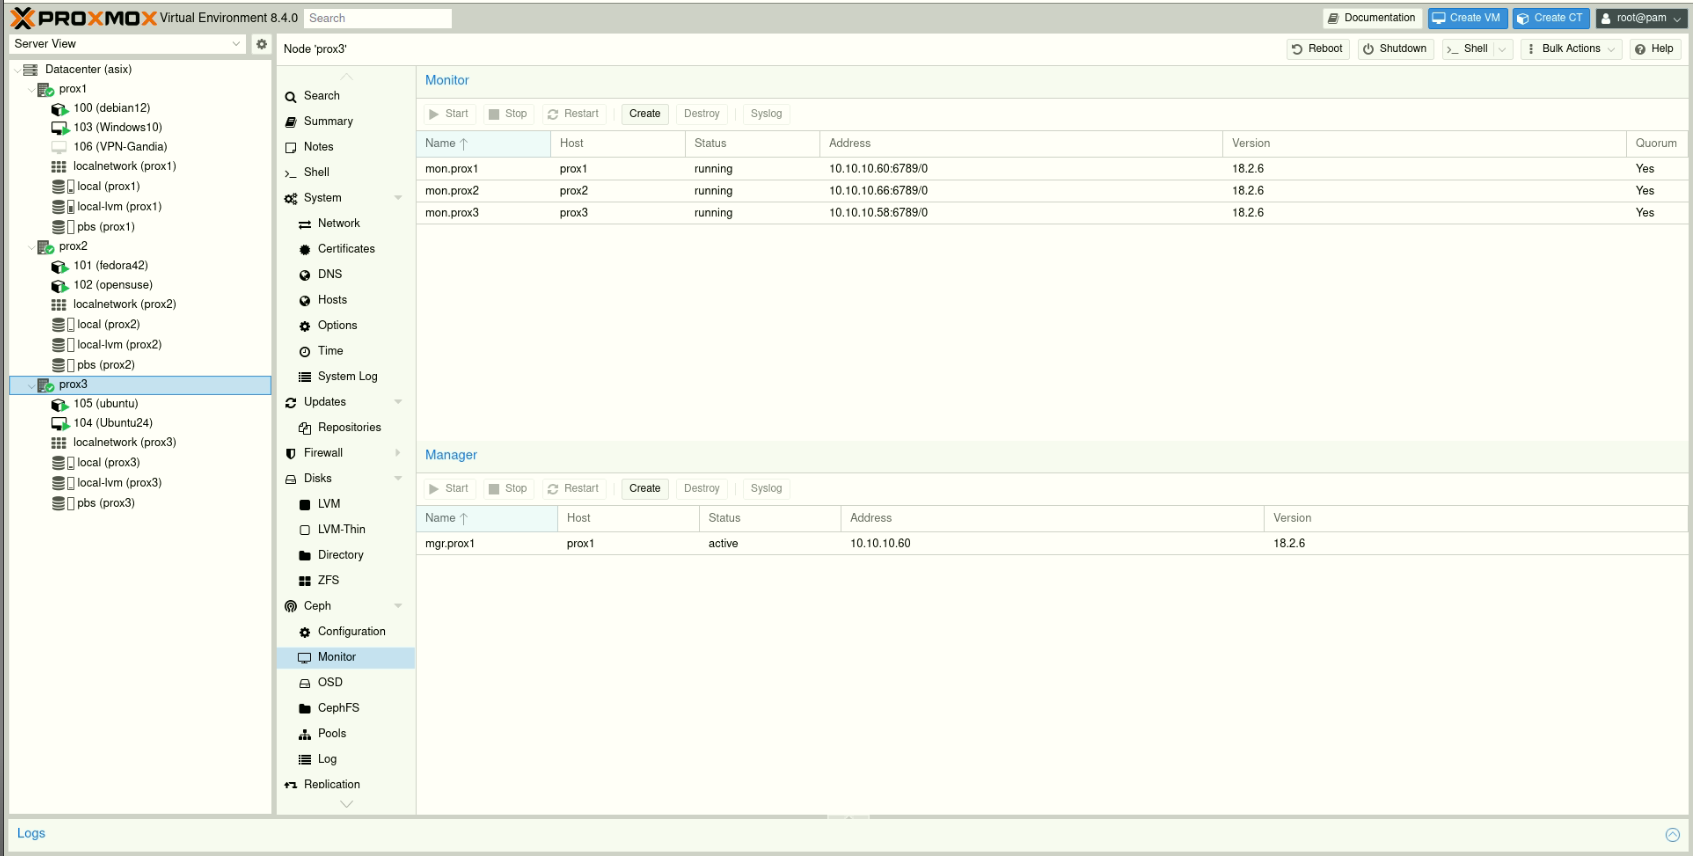 PROXMOX Virtual Environment 8.4.0 Search Documentation Create VM Create CT root@pam
Server View
Node 'prox3' Reboot Shutdown Shell Bulk Actions Help
Datacenter (asix)
prox1
100 (debian12)
103 (Windows10)
106 (VPN-Gandia)
localnetwork (prox1)
local (prox1)
local-lvm (prox1)
pbs (prox1)
prox2
101 (fedora42)
102 (opensuse)
localnetwork (prox2)
local (prox2)
local-lvm (prox2)
pbs (prox2)
prox3
105 (ubuntu)
104 (Ubuntu24)
localnetwork (prox3)
local (prox3)
local-lvm (prox3)
pbs (prox3)
Search
Summary
Notes
Shell
System
Network
Certificates
DNS
Hosts
Options
Time
System Log
Updates
Repositories
Firewall
Disks
LVM
LVM-Thin
Directory
ZFS
Ceph
Configuration
Monitor
OSD
CephFS
Pools
Log
Replication
Monitor
Start Stop Restart Create Destroy Syslog
Name Host Status Address Version Quorum
mon.prox1 prox1 running 10.10.10.60:6789/0 18.2.6 Yes
mon.prox2 prox2 running 10.10.10.66:6789/0 18.2.6 Yes
mon.prox3 prox3 running 10.10.10.58:6789/0 18.2.6 Yes
Manager
Start Stop Restart Create Destroy Syslog
Name Host Status Address Version
mgr.prox1 prox1 active 10.10.10.60 18.2.6
Logs